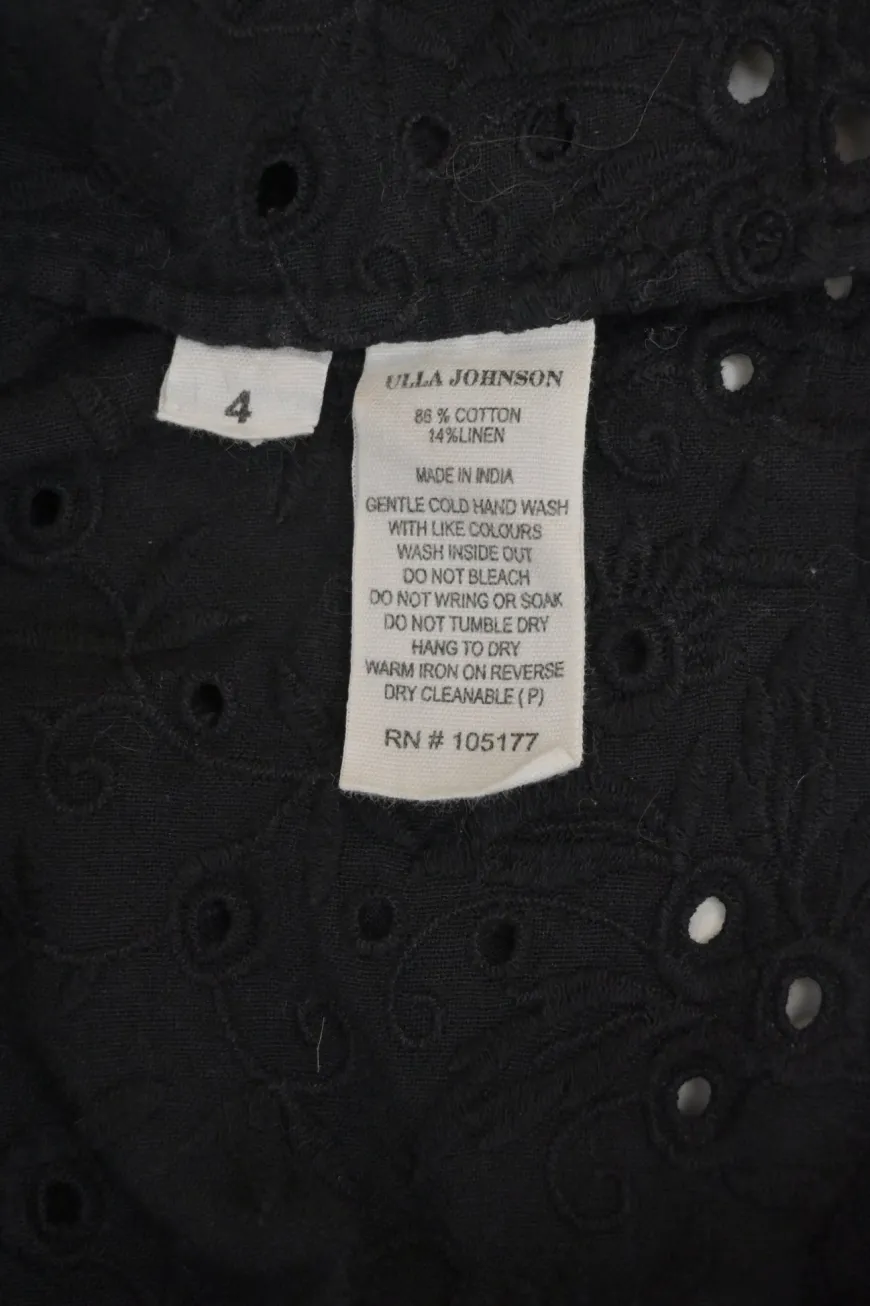 4
ULLA JOHNSON
86 % COTTON
14%LINEN
MADE IN INDIA
GENTLE COLD HAND WASH
WITH LIKE COLOURS
WASH INSIDE OUT
DO NOT BLEACH
DO NOT WRING OR SOAK
DO NOT TUMBLE DRY
HANG TO DRY
WARM IRON ON REVERSE
DRY CLEANABLE ( P)
RN # 105177